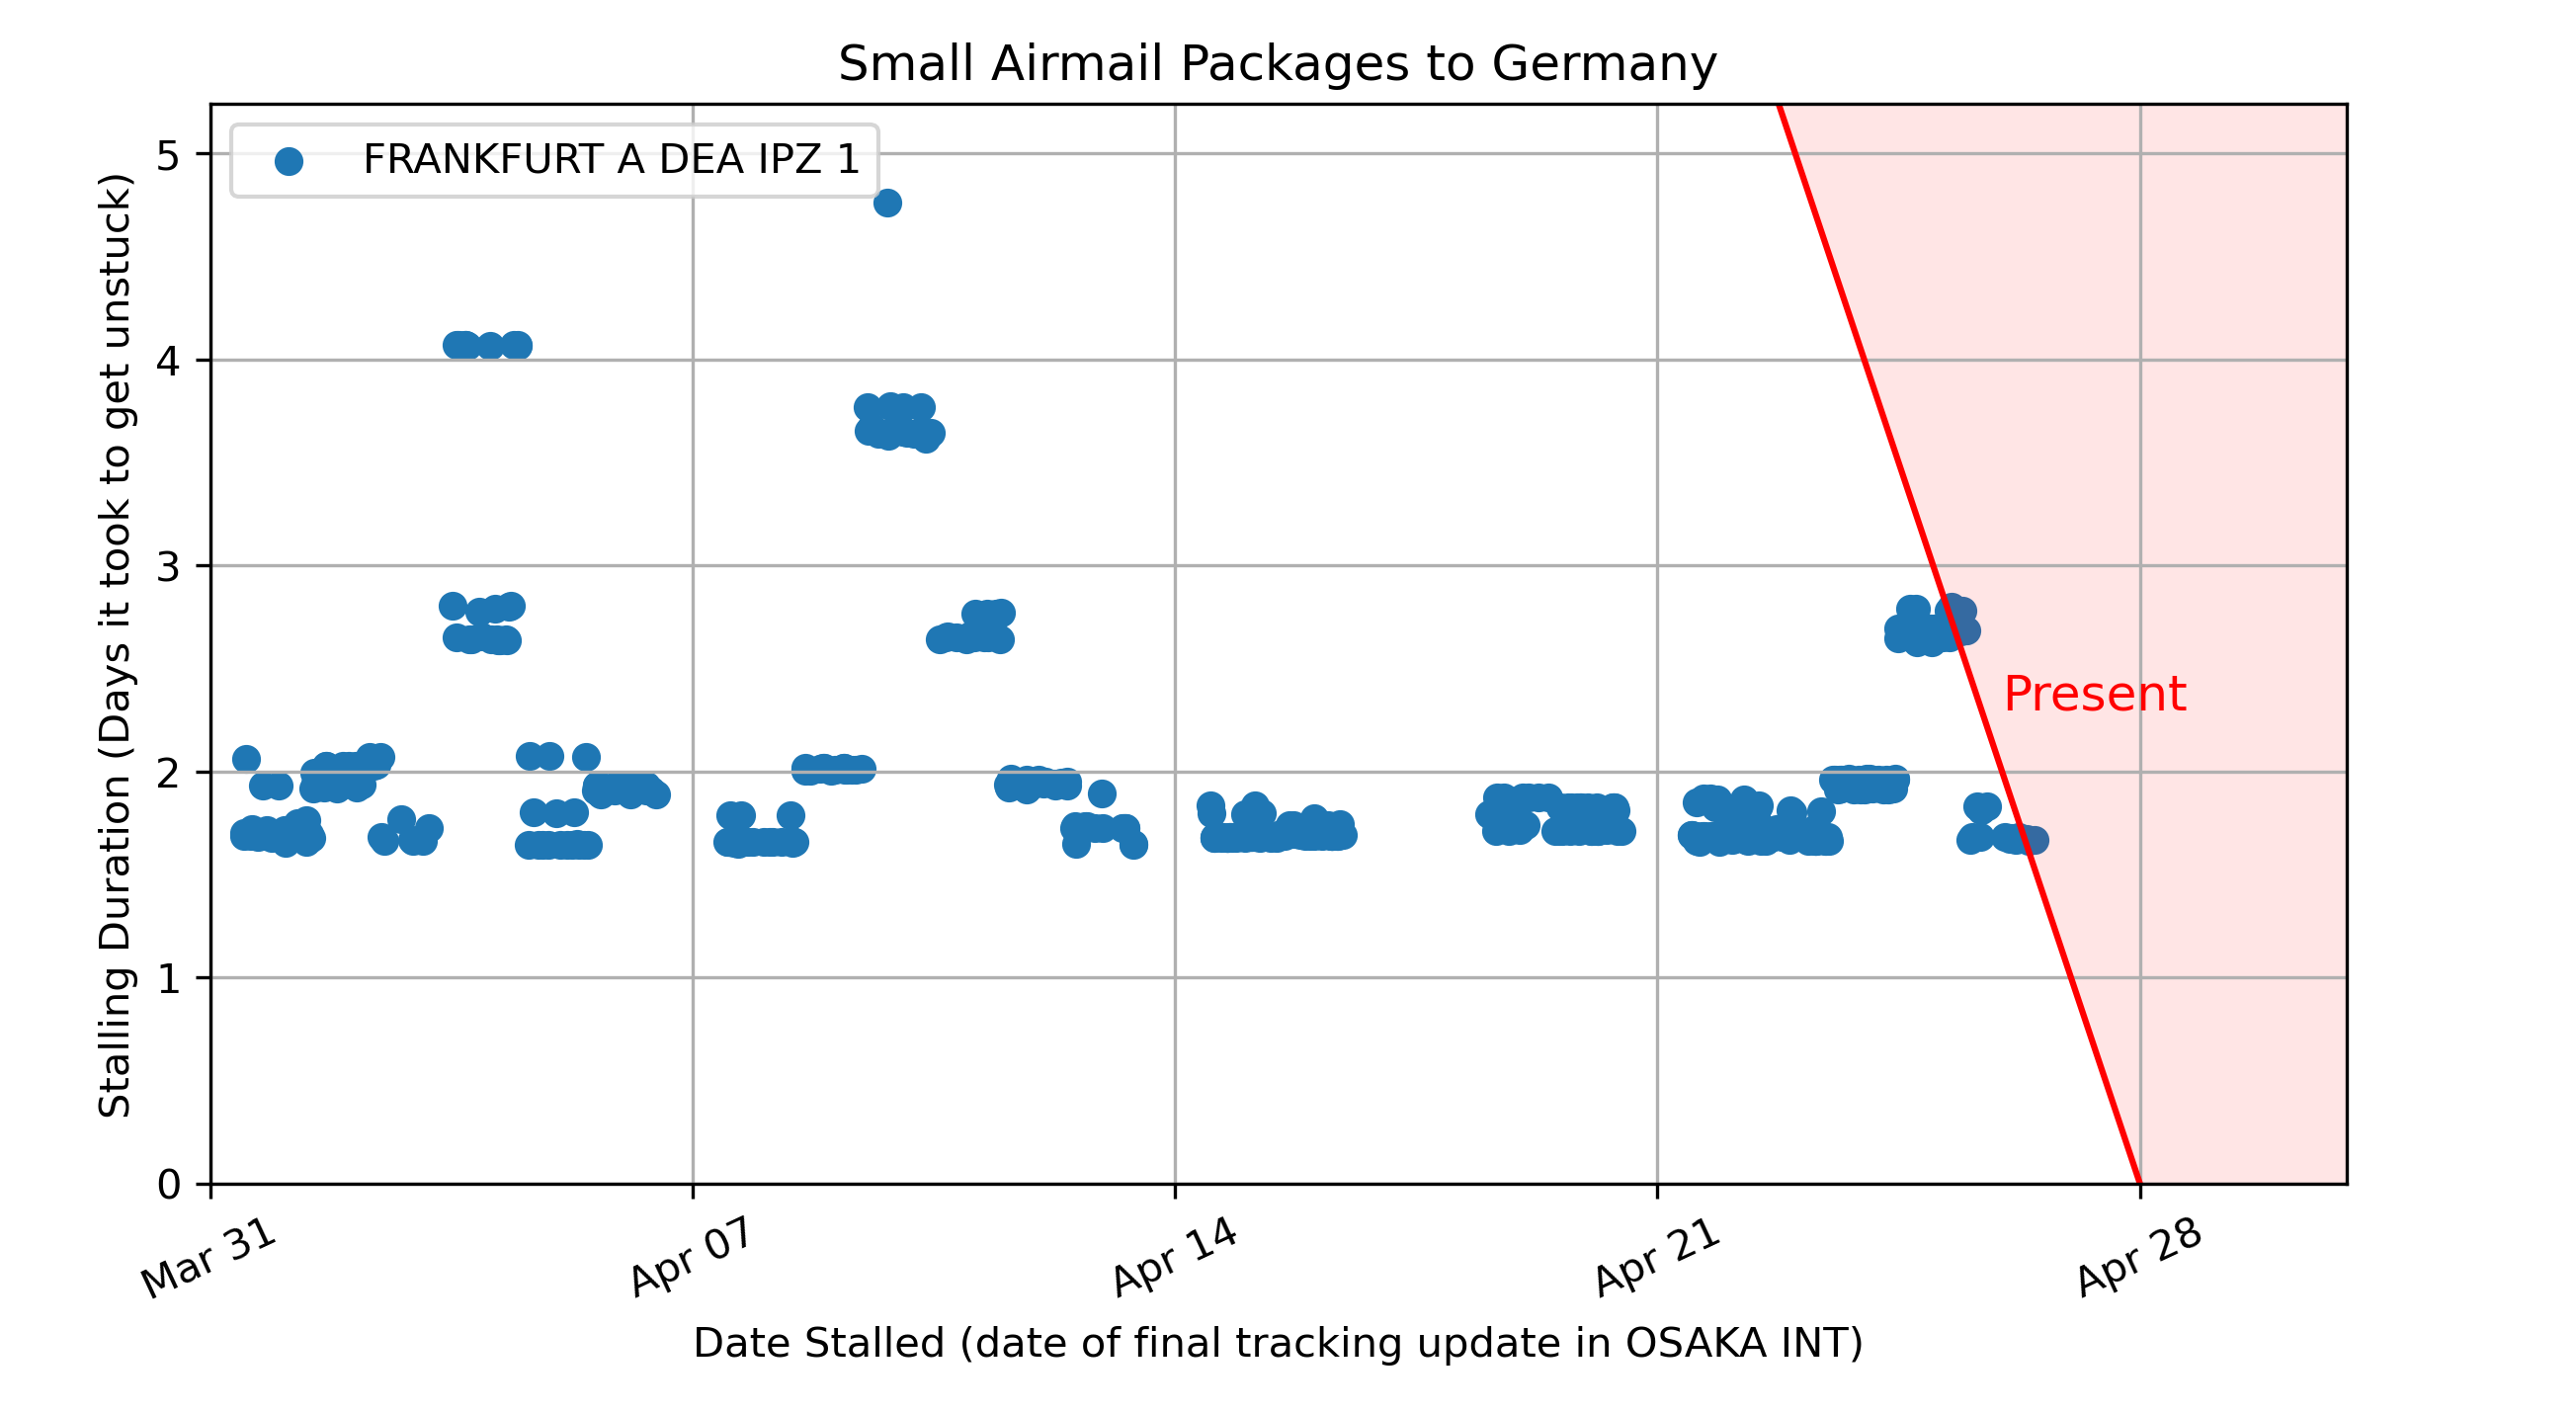 Small Airmail Packages to Germany
FRANKFURT A DEA IPZ 1
Stalling Duration (Days it took to get unstuck)
5
4
3
2
1
0
Present
Mar 31
Apr 07
Apr 14
Apr 21
Apr 28
Date Stalled (date of final tracking update in OSAKA INT)